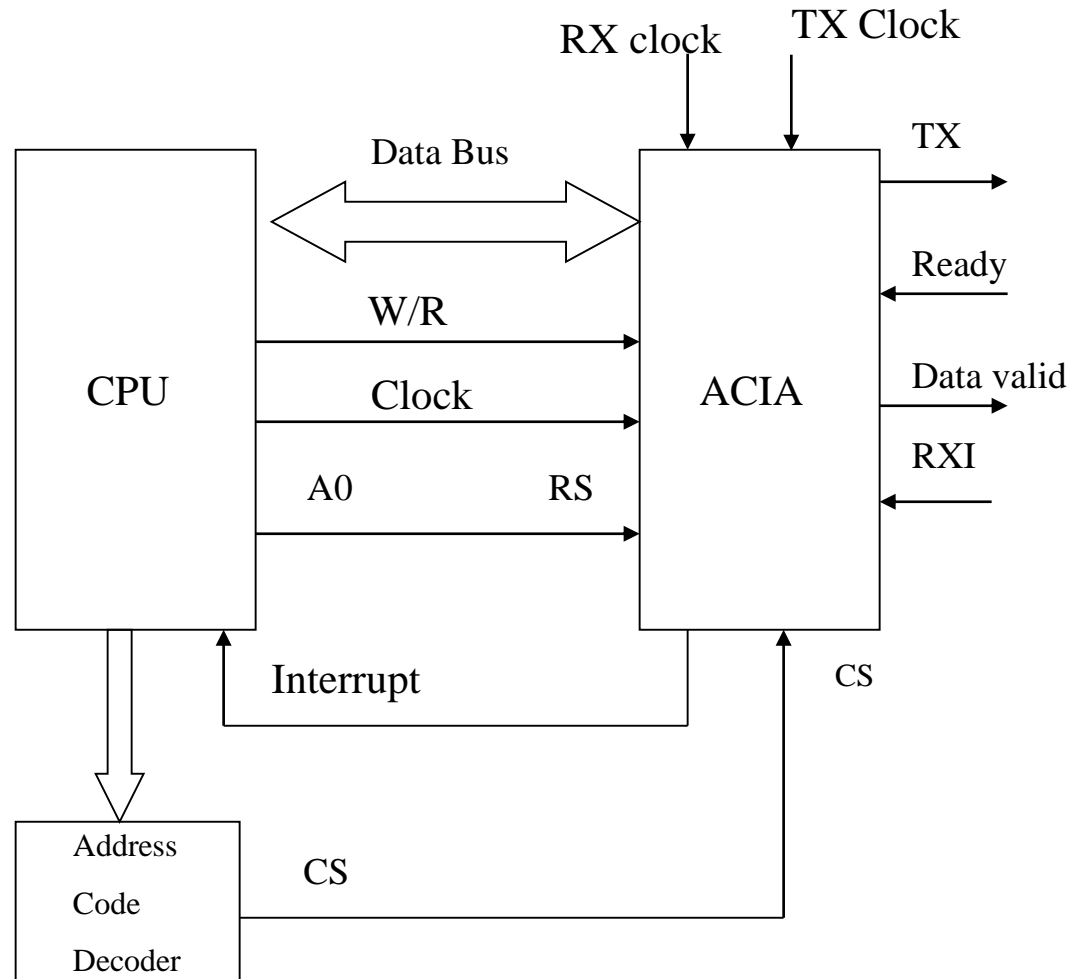 RX clock
TX Clock
Data Bus
TX
Ready
W/R
CPU
Clock
ACIA
Data valid
RXI
A0
RS
Interrupt
CS
Address
Code
Decoder
CS